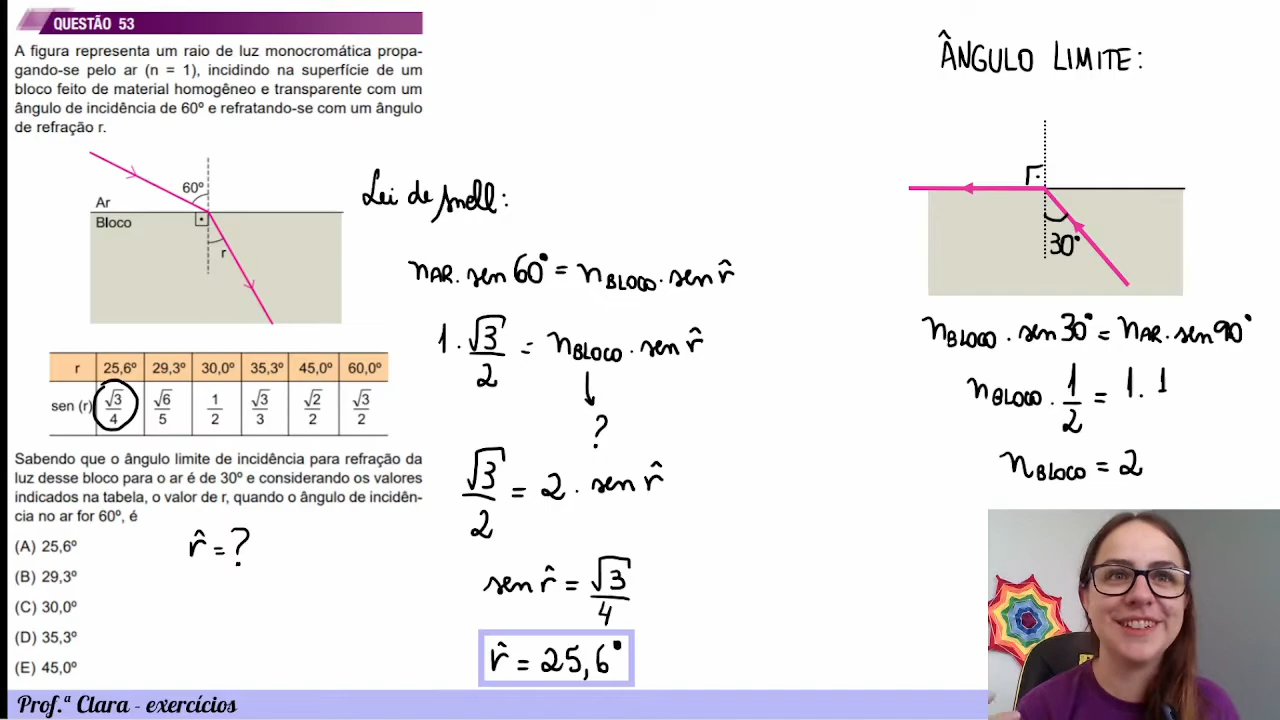 QUESTÃO 53
A figura representa um raio de luz monocromática propa-
gando-se pelo ar (n = 1), incidindo na superfície de um
bloco feito de material homogêneo e transparente com um
ângulo de incidência de 60º e refratando-se com um ângulo
de refração r.
60º
Ar
Bloco
r
r 25,6º 29,3º 30,0º 35,3º 45,0º 60,0º
sen (r) √3/4 √6/5 1/2 √3/3 √2/2 √3/2
Sabendo que o ângulo limite de incidência para refração da
luz desse bloco para o ar é de 30º e considerando os valores
indicados na tabela, o valor de r, quando o ângulo de incidên-
cia no ar for 60º, é
r̂ = ?
(A) 25,6º
(B) 29,3º
(C) 30,0º
(D) 35,3º
(E) 45,0º
Lei de Snell:
nAR. sen 60° = nBLOCO. sen r̂
1. √3/2 = nBLOCO. sen r̂
?
√3/2 = 2. sen r̂
sen r̂ = √3/4
r̂ = 25,6°
ÂNGULO LIMITE:
30°
nBLOCO. sen 30° = nAR. sen 90°
nBLOCO. 1/2 = 1. 1
nBLOCO = 2
Prof.ª Clara - exercícios